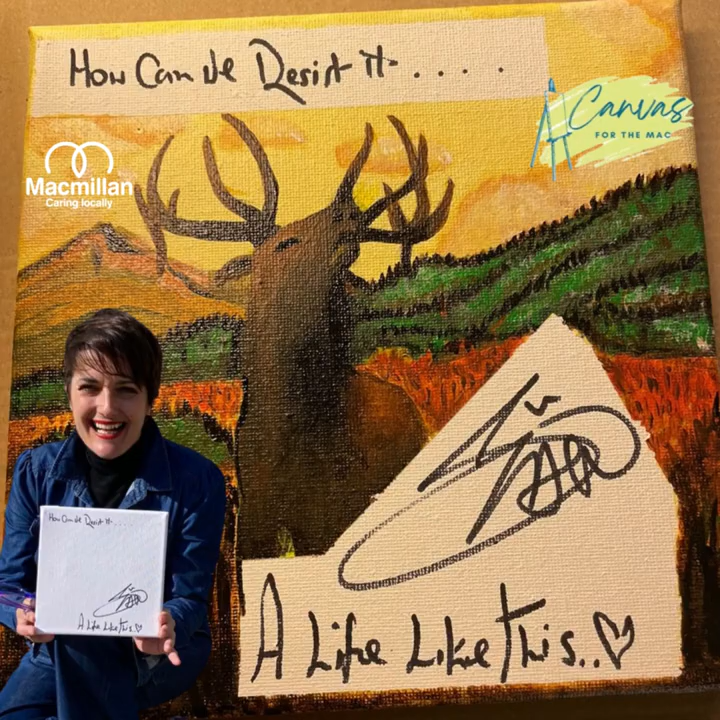 How Can We Resist It....
Canvas
FOR THE MAC
Macmillan
Caring locally
How Can We Resist It....
A Life Like This..
A Life Like This..♡